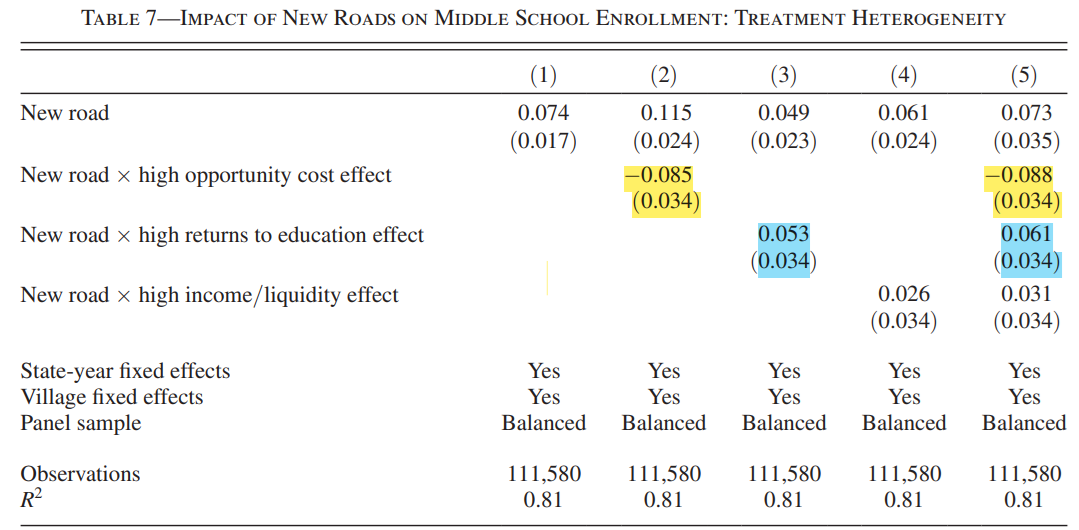 TABLE 7—IMPACT OF NEW ROADS ON MIDDLE SCHOOL ENROLLMENT: TREATMENT HETEROGENEITY
(1) (2) (3) (4) (5)
New road 0.074 0.115 0.049 0.061 0.073
(0.017) (0.024) (0.023) (0.024) (0.035)
New road × high opportunity cost effect −0.085 −0.088
(0.034) (0.034)
New road × high returns to education effect 0.053 0.061
(0.034) (0.034)
New road × high income/liquidity effect 0.026 0.031
(0.034) (0.034)
State-year fixed effects Yes Yes Yes Yes Yes
Village fixed effects Yes Yes Yes Yes Yes
Panel sample Balanced Balanced Balanced Balanced Balanced
Observations 111,580 111,580 111,580 111,580 111,580
R² 0.81 0.81 0.81 0.81 0.81